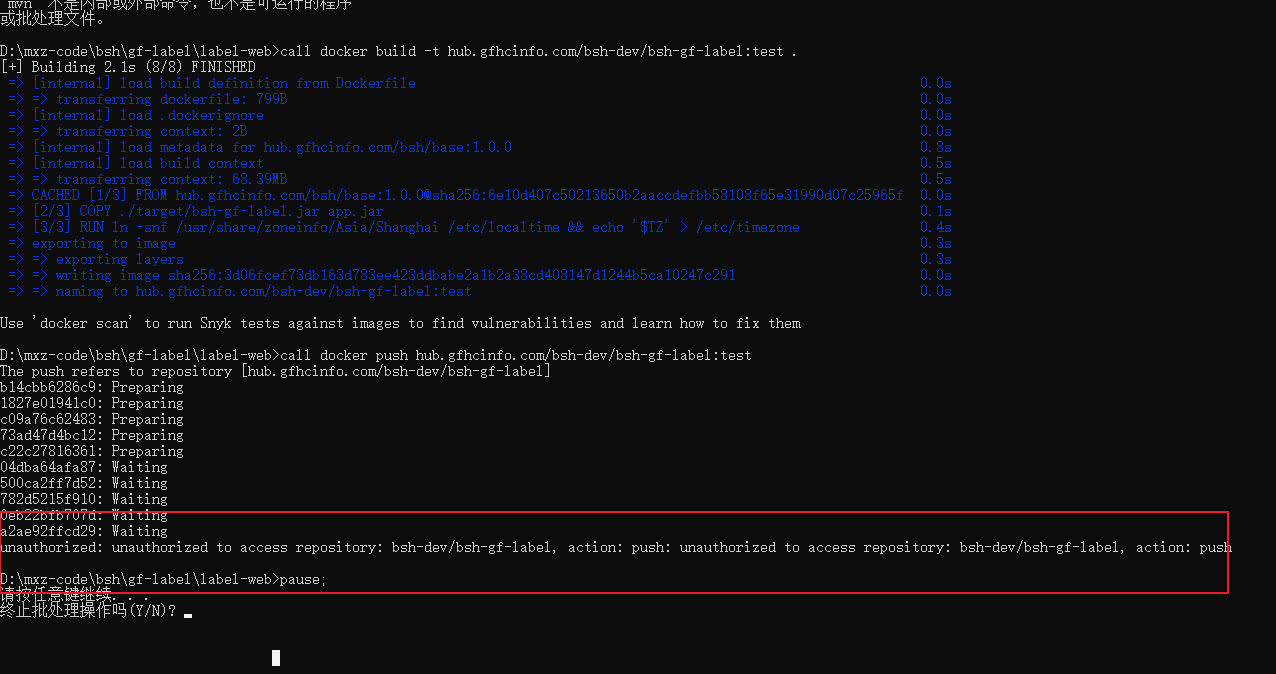 'mvn' 不是内部或外部命令，也不是可运行的程序
或批处理文件。
D:\mxz-code\bsh\gf-label\label-web>call docker build -t hub.gfhcinfo.com/bsh-dev/bsh-gf-label:test .
[+] Building 2.1s (8/8) FINISHED
=> [internal] load build definition from Dockerfile 0.0s
=> => transferring dockerfile: 799B 0.0s
=> [internal] load .dockerignore 0.0s
=> => transferring context: 2B 0.0s
=> [internal] load metadata for hub.gfhcinfo.com/bsh/base:1.0.0 0.8s
=> [internal] load build context 0.5s
=> => transferring context: 68.39MB 0.5s
=> CACHED [1/3] FROM hub.gfhcinfo.com/bsh/base:1.0.0@sha256:6e10d407c50213650b2aaccdefbb58108f65e31990d07c25965f 0.0s
=> [2/3] COPY ./target/bsh-gf-label.jar app.jar 0.1s
=> [3/3] RUN ln -snf /usr/share/zoneinfo/Asia/Shanghai /etc/localtime && echo '$TZ' > /etc/timezone 0.4s
=> exporting to image 0.3s
=> => exporting layers 0.3s
=> => writing image sha256:3d06fcef73db163d783ee423ddbabe2a1b2a38cd408147d1244b5ca10247c291 0.0s
=> => naming to hub.gfhcinfo.com/bsh-dev/bsh-gf-label:test 0.0s
Use 'docker scan' to run Snyk tests against images to find vulnerabilities and learn how to fix them
D:\mxz-code\bsh\gf-label\label-web>call docker push hub.gfhcinfo.com/bsh-dev/bsh-gf-label:test
The push refers to repository [hub.gfhcinfo.com/bsh-dev/bsh-gf-label]
b14cbb6286c9: Preparing
1827e01941c0: Preparing
c09a76c62483: Preparing
73ad47d4bc12: Preparing
c22c27816361: Preparing
04dba64afa87: Waiting
500ca2ff7d52: Waiting
782d5215f910: Waiting
0eb22bfb707d: Waiting
a2ae92ffcd29: Waiting
unauthorized: unauthorized to access repository: bsh-dev/bsh-gf-label, action: push: unauthorized to access repository: bsh-dev/bsh-gf-label, action: push
D:\mxz-code\bsh\gf-label\label-web>pause;
请按任意键继续. . .
终止批处理操作吗(Y/N)?